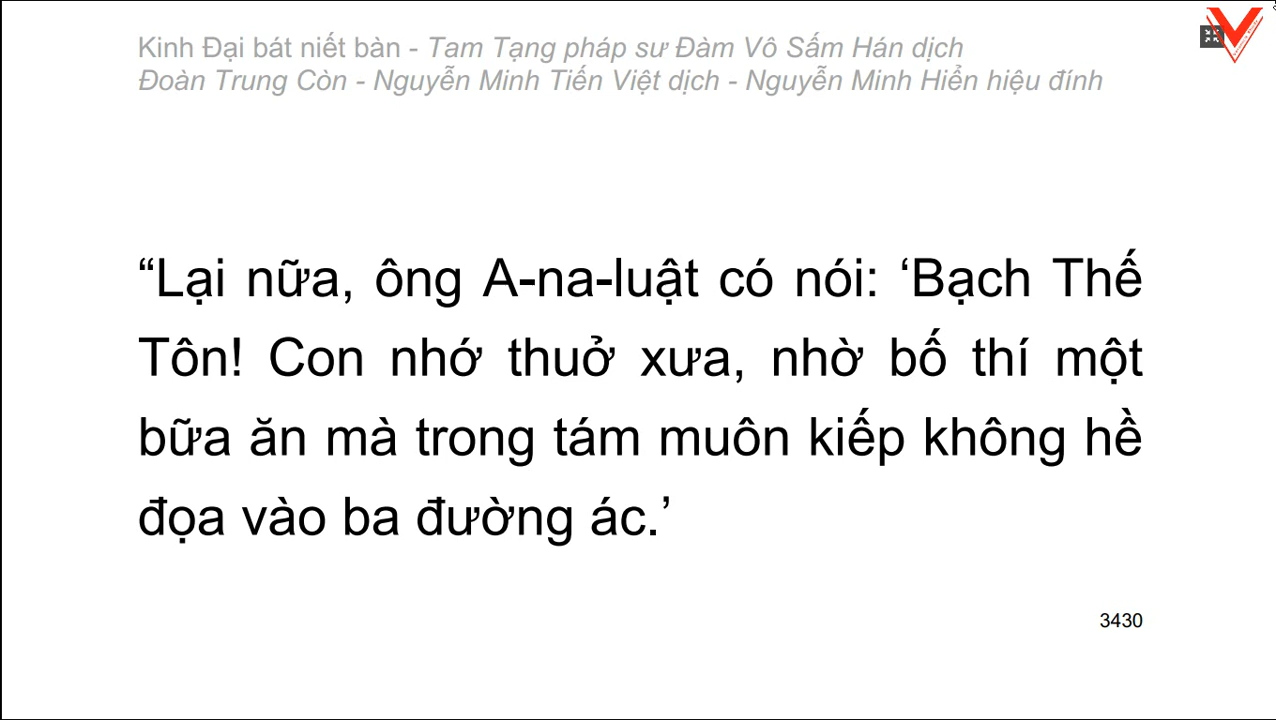 Kinh Đại bát niết bàn - Tam Tạng pháp sư Đàm Vô Sấm Hán dịch
Đoàn Trung Còn - Nguyễn Minh Tiến Việt dịch - Nguyễn Minh Hiển hiệu đính
“Lại nữa, ông A-na-luật có nói: ‘Bạch Thế
Tôn! Con nhớ thuở xưa, nhờ bố thí một
bữa ăn mà trong tám muôn kiếp không hề
đọa vào ba đường ác.’
3430